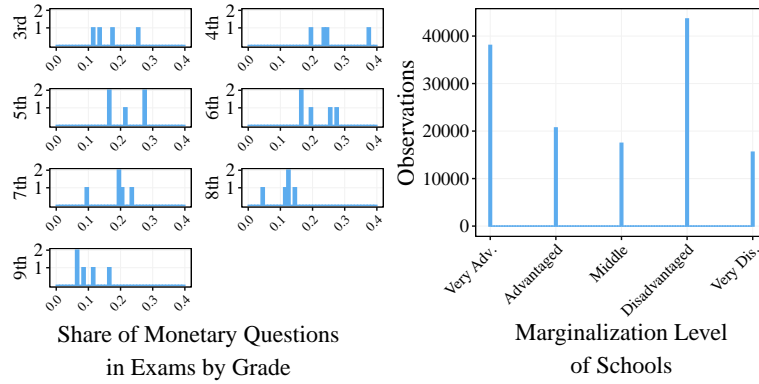 3rd
2
1
0.0 0.1 0.2 0.3 0.4
4th
2
1
0.0 0.1 0.2 0.3 0.4
5th
2
1
0.0 0.1 0.2 0.3 0.4
6th
2
1
0.0 0.1 0.2 0.3 0.4
7th
2
1
0.0 0.1 0.2 0.3 0.4
8th
2
1
0.0 0.1 0.2 0.3 0.4
9th
2
1
0.0 0.1 0.2 0.3 0.4
Share of Monetary Questions
in Exams by Grade
Observations
40000
30000
20000
10000
0
Very Adv.
Advantaged
Middle
Disadvantaged
Very Dis.
Marginalization Level
of Schools